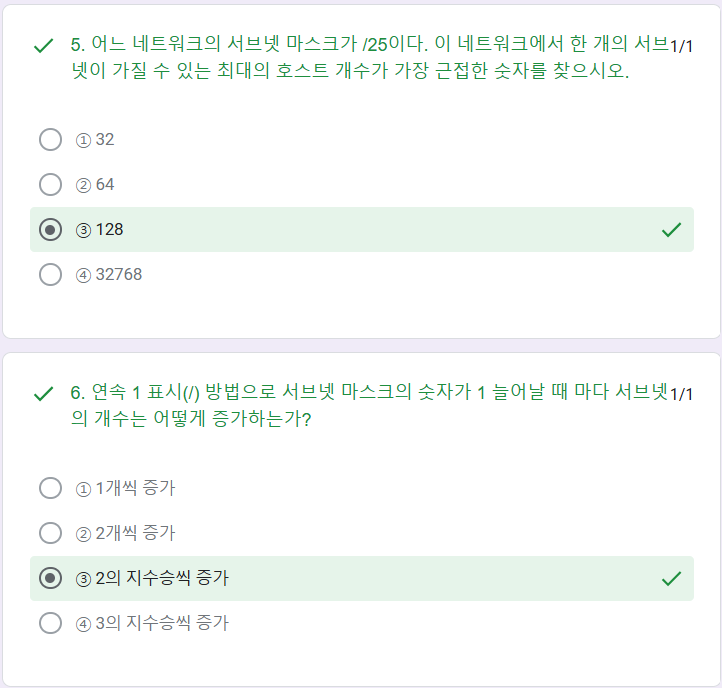 5. 어느 네트워크의 서브넷 마스크가 /25이다. 이 네트워크에서 한 개의 서브 1/1
넷이 가질 수 있는 최대의 호스트 개수가 가장 근접한 숫자를 찾으시오.
① 32
② 64
③ 128
④ 32768
6. 연속 1 표시(/) 방법으로 서브넷 마스크의 숫자가 1 늘어날 때 마다 서브넷 1/1
의 개수는 어떻게 증가하는가?
① 1개씩 증가
② 2개씩 증가
③ 2의 지수승씩 증가
④ 3의 지수승씩 증가